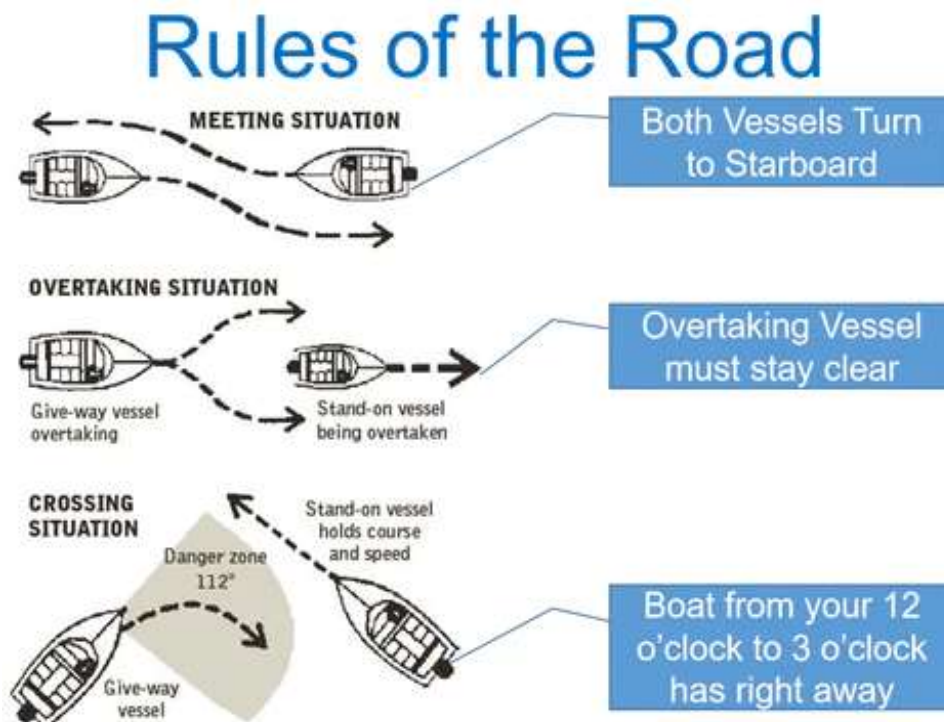 Rules of the Road
MEETING SITUATION
Both Vessels Turn
to Starboard
OVERTAKING SITUATION
Give-way vessel
overtaking
Stand-on vessel
being overtaken
Overtaking Vessel
must stay clear
CROSSING
SITUATION
Danger zone
112°
Stand-on vessel
holds course
and speed
Give-way
vessel
Boat from your 12
o'clock to 3 o'clock
has right away